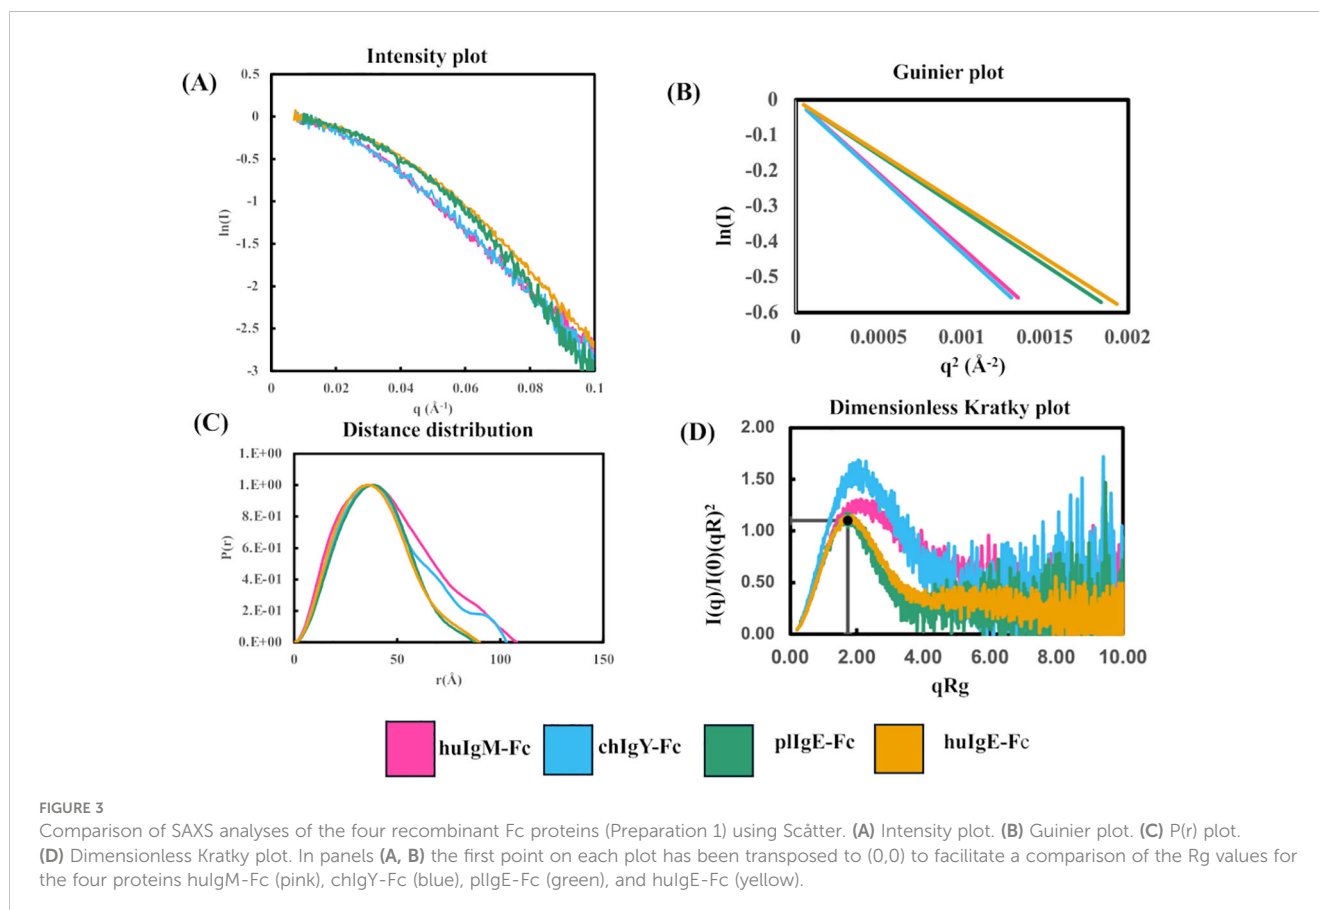 Intensity plot
(A)
0.5
0
-0.5
-1
-1.5
-2
-2.5
-3
ln(I)
0
0.02
0.04
0.06
0.08
0.1
q (Å-1)
Guinier plot
(B)
0
-0.1
-0.2
-0.3
-0.4
-0.5
-0.6
ln(I)
0
0.0005
0.001
0.0015
0.002
q² (Å-2)
(C)
Distance distribution
1.E+00
1.E+00
8.E-01
6.E-01
4.E-01
2.E-01
0.E+00
P(r)
0
50
100
150
r(Å)
Dimensionless Kratky plot
(D)
2.00
1.50
1.00
0.50
0.00
I(q)/I(0)(qR)²
0.00
2.00
4.00
6.00
8.00
10.00
qRg
huIgM-Fc
chIgY-Fc
plIgE-Fc
huIgE-Fc
FIGURE 3
Comparison of SAXS analyses of the four recombinant Fc proteins (Preparation 1) using Scåtter. (A) Intensity plot. (B) Guinier plot. (C) P(r) plot.
(D) Dimensionless Kratky plot. In panels (A, B) the first point on each plot has been transposed to (0,0) to facilitate a comparison of the Rg values for
the four proteins huIgM-Fc (pink), chIgY-Fc (blue), plIgE-Fc (green), and huIgE-Fc (yellow).